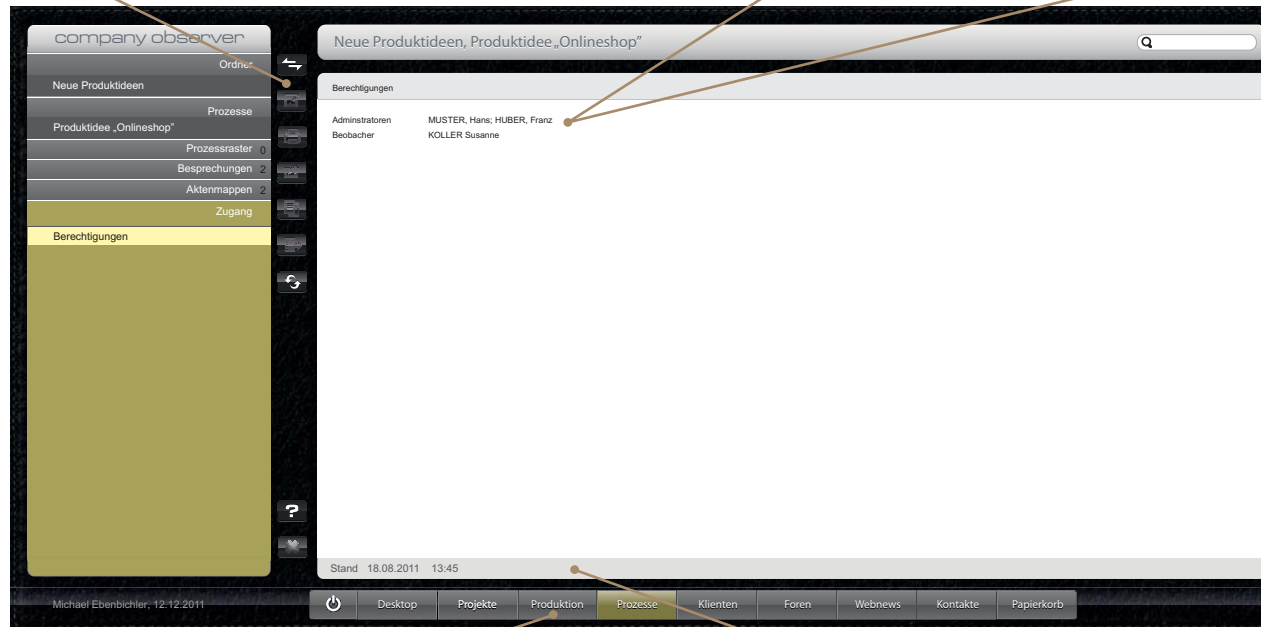 company observer
Ordner
Neue Produktideen
Prozesse
Produktidee „Onlineshop”
Prozessraster 0
Besprechungen 2
Aktenmappen 2
Zugang
Berechtigungen
Neue Produktideen, Produktidee „Onlineshop”
Berechtigungen
Adminstratoren MUSTER, Hans; HUBER, Franz
Beobacher KOLLER Susanne
?
Stand 18.08.2011 13:45
Michael Ebenbichler, 12.12.2011
Desktop Projekte Produktion Prozesse Klienten Foren Webnews Kontakte Papierkorb